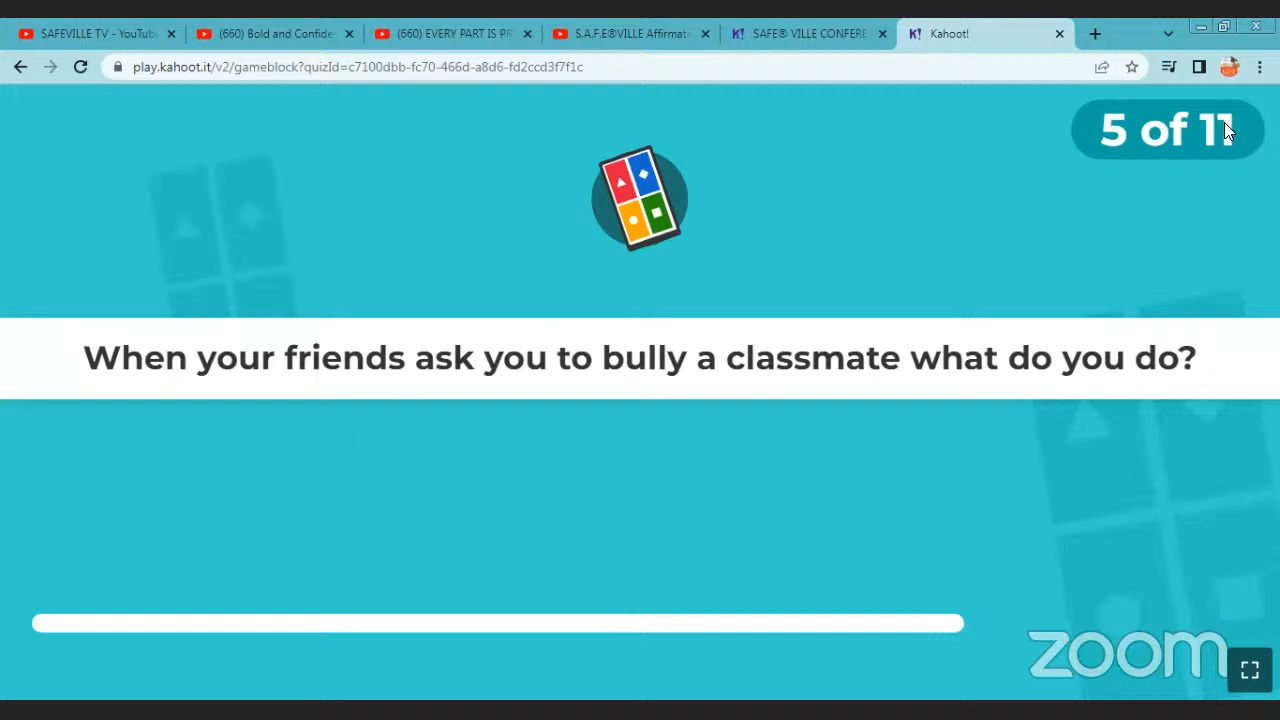 SAFEVILLE TV - YouTube
(660) Bold and Confide
(660) EVERY PART IS PR
S.A.F.E®VILLE Affirmati
K! SAFE® VILLE CONFERE
K! Kahoot!
play.kahoot.it/v2/gameblock?quizId=c7100dbb-fc70-466d-a8d6-fd2ccd3f7f1c
5 of 11
When your friends ask you to bully a classmate what do you do?
zoom